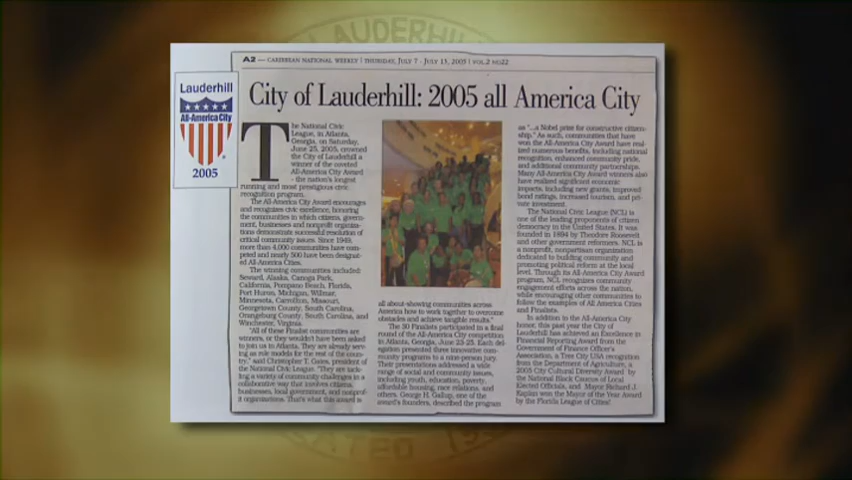 LAUDERHILL
A2 — CARIBBEAN NATIONAL WEEKLY | THURSDAY, JULY 7 - JULY 13, 2005 | VOL.2 NO22
Lauderhill
All-America City
2005
City of Lauderhill: 2005 all America City
The National Civic
League, in Atlanta,
Georgia, on Saturday,
June 25, 2005, crowned
the City of Lauderhill a
winner of the coveted
All-America City Award
- the nation's longest
running and most prestigious civic
recognition program.
The All-America City Award encourages
and recognizes civic excellence, honoring
the communities in which citizens, govern-
ment, businesses and nonprofit organiza-
tions demonstrate successful resolution of
critical community issues. Since 1949,
more than 4,000 communities have com-
peted and nearly 500 have been designat-
ed All-America Cities.
The winning communities included:
Seward, Alaska, Canoga Park,
California, Pompano Beach, Florida,
Port Huron, Michigan, Wilmar,
Minnesota, Carrollton, Missouri,
Georgetown County, South Carolina,
Orangeburg County, South Carolina, and
Winchester, Virginia.
"All of these Finalist communities are
winners, or they wouldn't have been asked
to join us in Atlanta. They are already serv-
ing as role models for the rest of the coun-
try," said Christopher T. Gates, president of
the National Civic League. "They are tack-
ling a variety of community challenges in a
collaborative way that involves citizens,
businesses, local government, and nonprof-
it organizations. That's what this award is
all about-showing communities across
America how to work together to overcome
obstacles and achieve tangible results."
The 30 Finalists participated in a final
round of the All-America City competition
in Atlanta, Georgia, June 23-25. Each del-
egation presented three innovative com-
munity programs to a nine-person jury.
Their presentations addressed a wide
range of social and community issues,
including youth, education, poverty,
affordable housing, race relations, and
others. George H. Gallup, one of the
award's founders, described the program
as "...a Nobel prize for constructive citizen-
ship." As such, communities that have
won the All-America City Award have real-
ized numerous benefits, including national
recognition, enhanced community pride,
and additional community partnerships.
Many All-America City Award winners also
have realized significant economic
impacts, including new grants, improved
bond ratings, increased tourism, and pri-
vate investment.
The National Civic League (NCL) is
one of the leading proponents of citizen
democracy in the United States. It was
founded in 1894 by Theodore Roosevelt
and other government reformers. NCL is
a nonprofit, nonpartisan organization
dedicated to building community and
promoting political reform at the local
level. Through its All-America City Award
program, NCL recognizes community
engagement efforts across the nation,
while encouraging other communities to
follow the examples of All America Cities
and Finalists.
In addition to the All-America City
honor, this past year the City of
Lauderhill has achieved an Excellence in
Financial Reporting Award from the
Government of Finance Officer's
Association, a Tree City USA recognition
from the Department of Agriculture, a
2005 City Cultural Diversity Award by
the National Black Caucus of Local
Elected Officials, and Mayor Richard J.
Kaplan won the Mayor of the Year Award
by the Florida League of Cities!